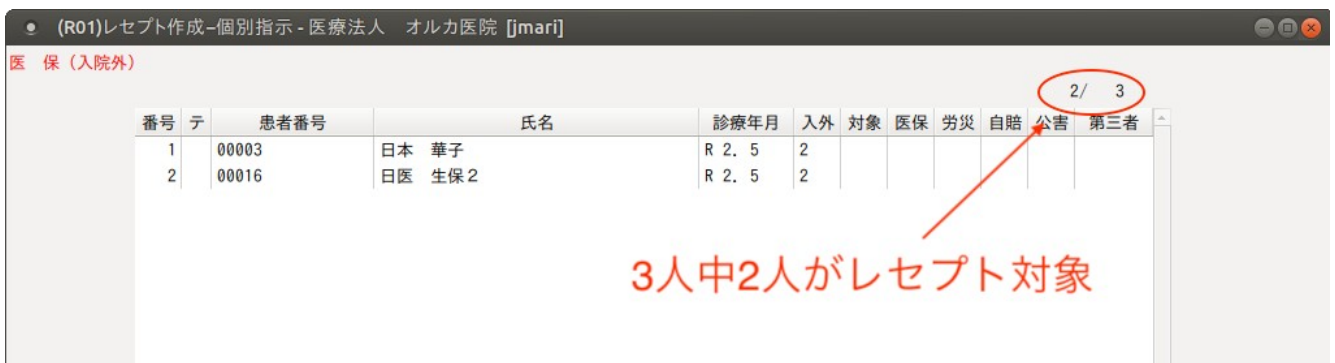 (R01)レセプト作成–個別指示 - 医療法人　オルカ医院 [jmari]
医　保（入院外）
2/　3
番号 テ 患者番号 氏名 診療年月 入外 対象 医保 労災 自賠 公害 第三者
1 00003 日本　華子 R 2. 5 2
2 00016 日医　生保２ R 2. 5 2
3人中2人がレセプト対象